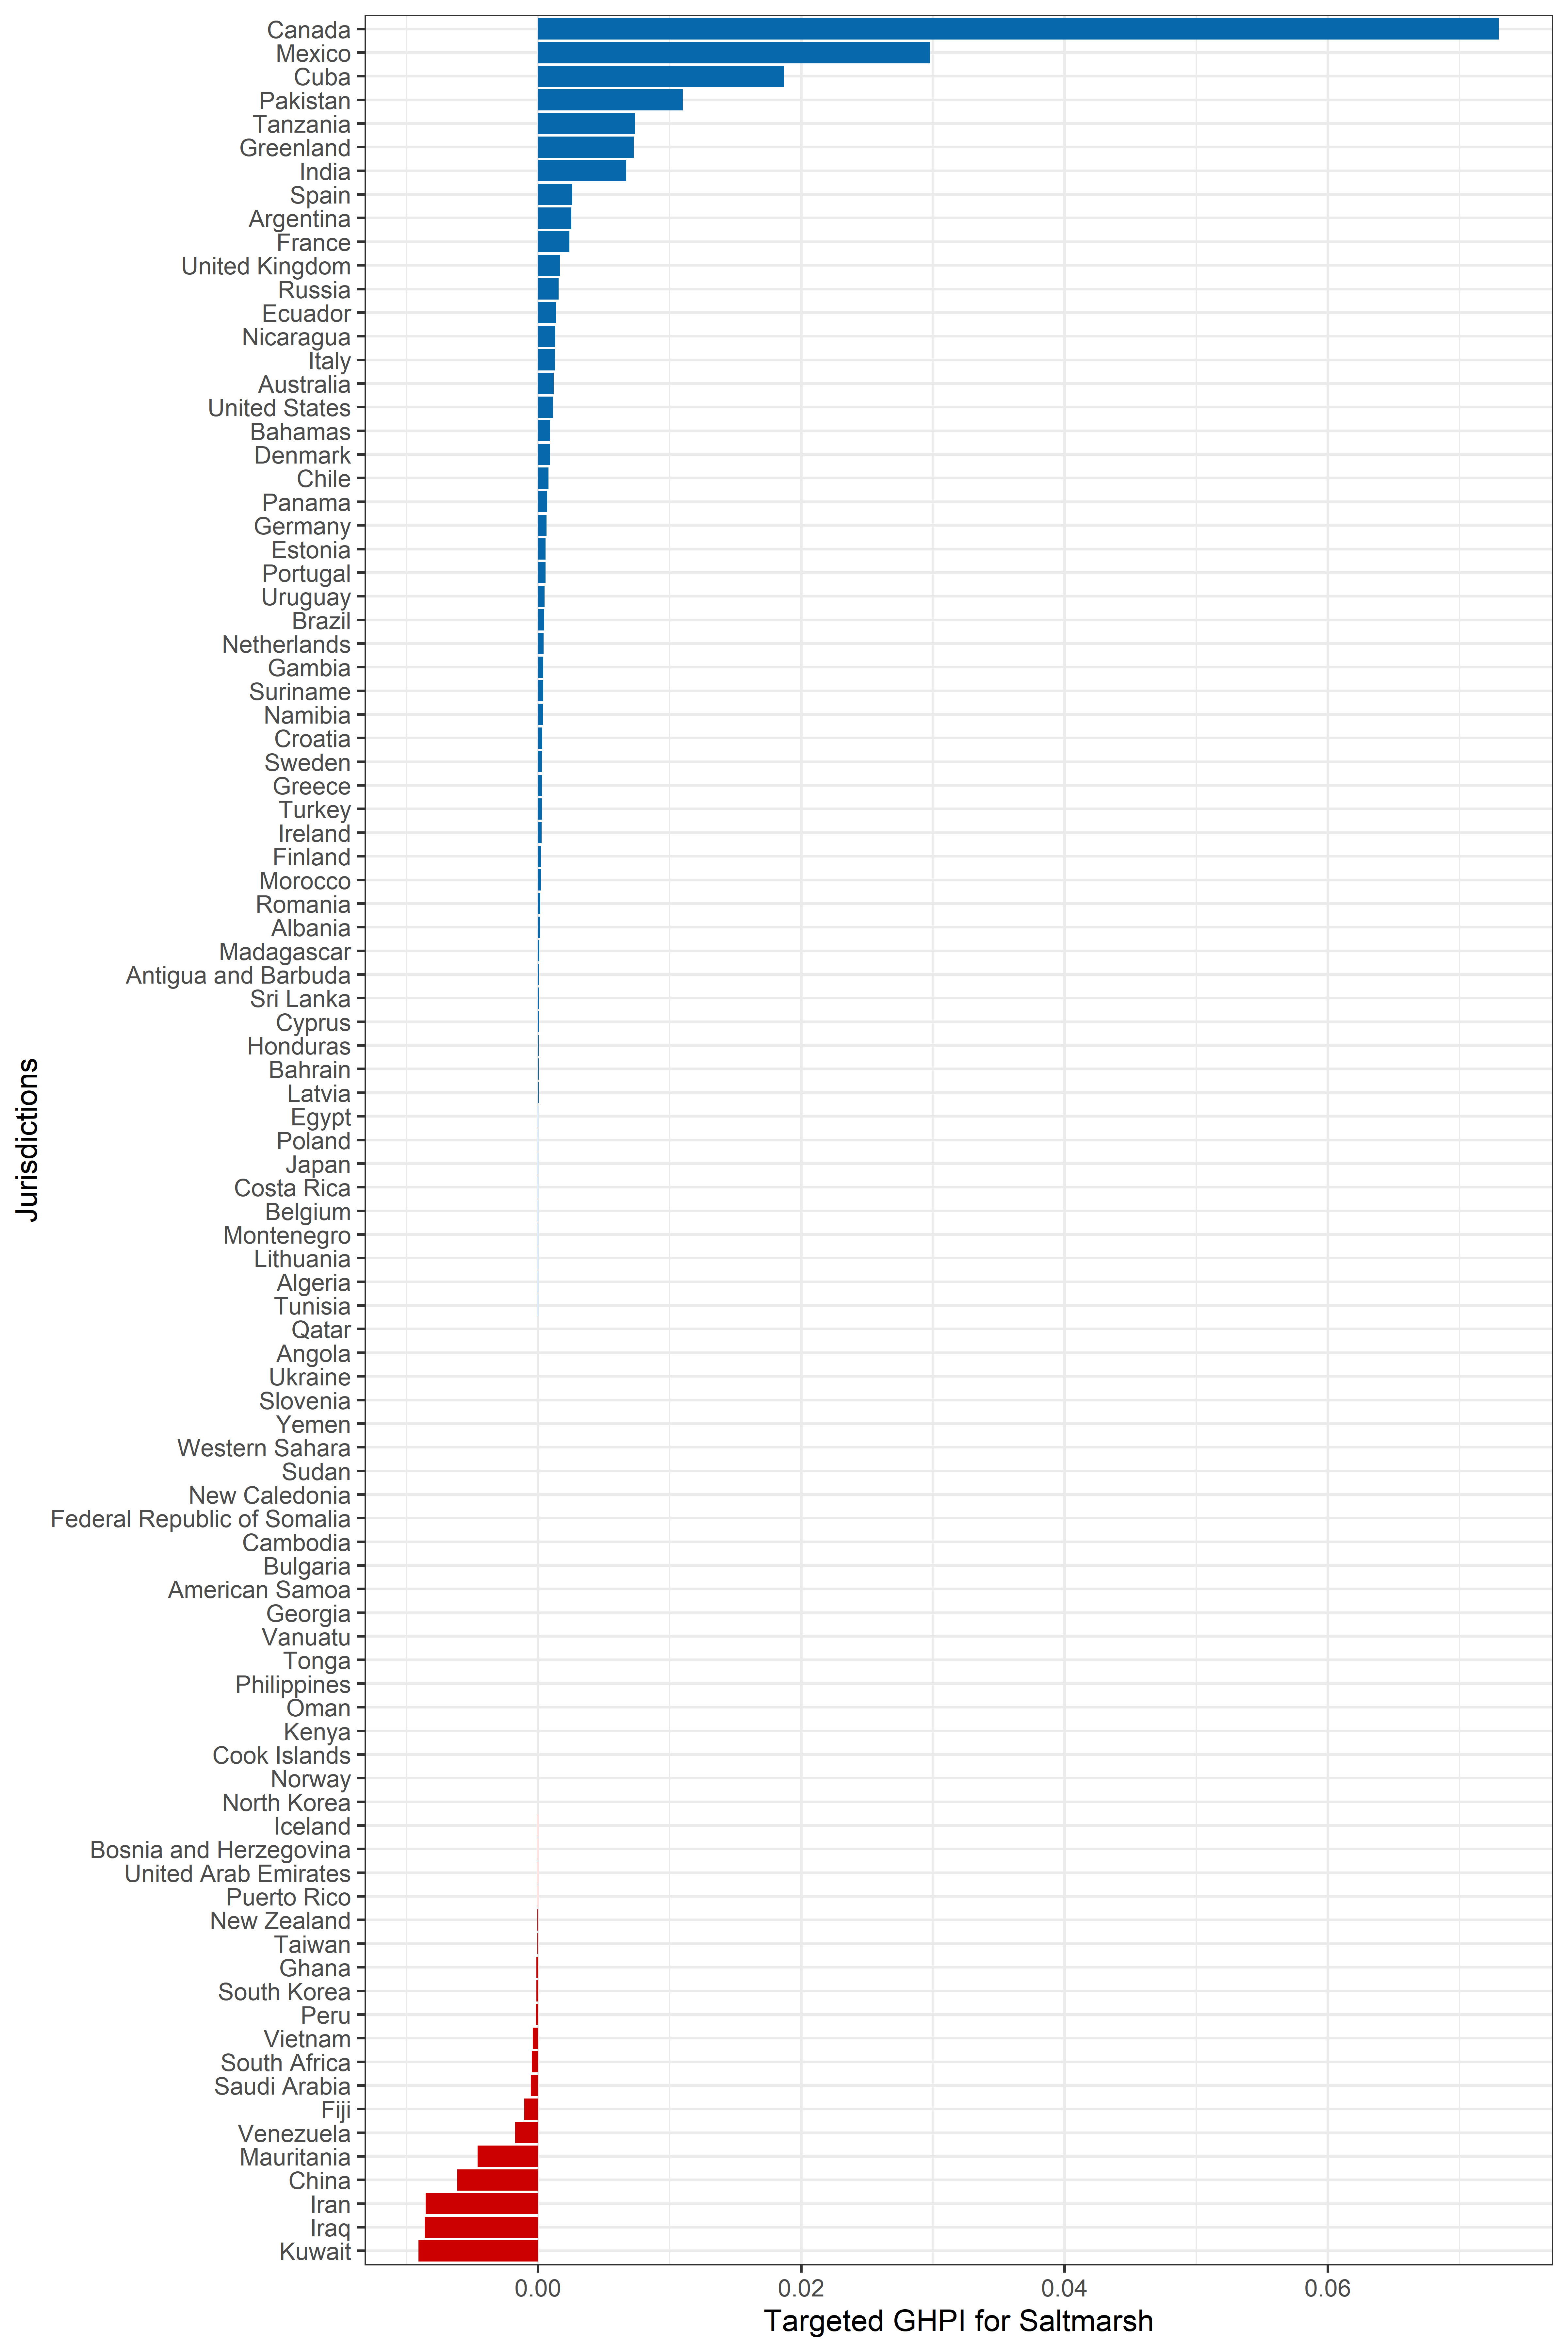 Canada
Mexico
Cuba
Pakistan
Tanzania
Greenland
India
Spain
Argentina
France
United Kingdom
Russia
Ecuador
Nicaragua
Italy
Australia
United States
Bahamas
Denmark
Chile
Panama
Germany
Estonia
Portugal
Uruguay
Brazil
Netherlands
Gambia
Suriname
Namibia
Croatia
Sweden
Greece
Turkey
Ireland
Finland
Morocco
Romania
Albania
Madagascar
Antigua and Barbuda
Sri Lanka
Cyprus
Honduras
Bahrain
Latvia
Egypt
Poland
Japan
Costa Rica
Belgium
Montenegro
Lithuania
Algeria
Tunisia
Qatar
Angola
Ukraine
Slovenia
Yemen
Western Sahara
Sudan
New Caledonia
Federal Republic of Somalia
Cambodia
Bulgaria
American Samoa
Georgia
Vanuatu
Tonga
Philippines
Oman
Kenya
Cook Islands
Norway
North Korea
Iceland
Bosnia and Herzegovina
United Arab Emirates
Puerto Rico
New Zealand
Taiwan
Ghana
South Korea
Peru
Vietnam
South Africa
Saudi Arabia
Fiji
Venezuela
Mauritania
China
Iran
Iraq
Kuwait
Jurisdictions
0.00 0.02 0.04 0.06
Targeted GHPI for Saltmarsh